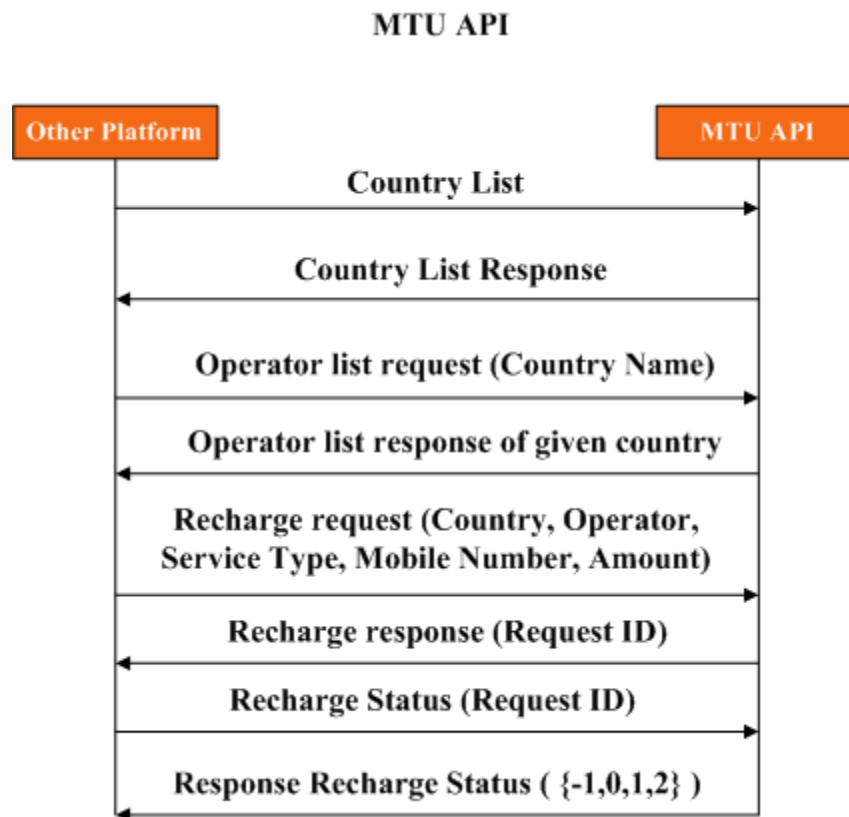 MTU API
Other Platform
MTU API
Country List
Country List Response
Operator list request (Country Name)
Operator list response of given country
Recharge request (Country, Operator,
Service Type, Mobile Number, Amount)
Recharge response (Request ID)
Recharge Status (Request ID)
Response Recharge Status ( {-1,0,1,2} )